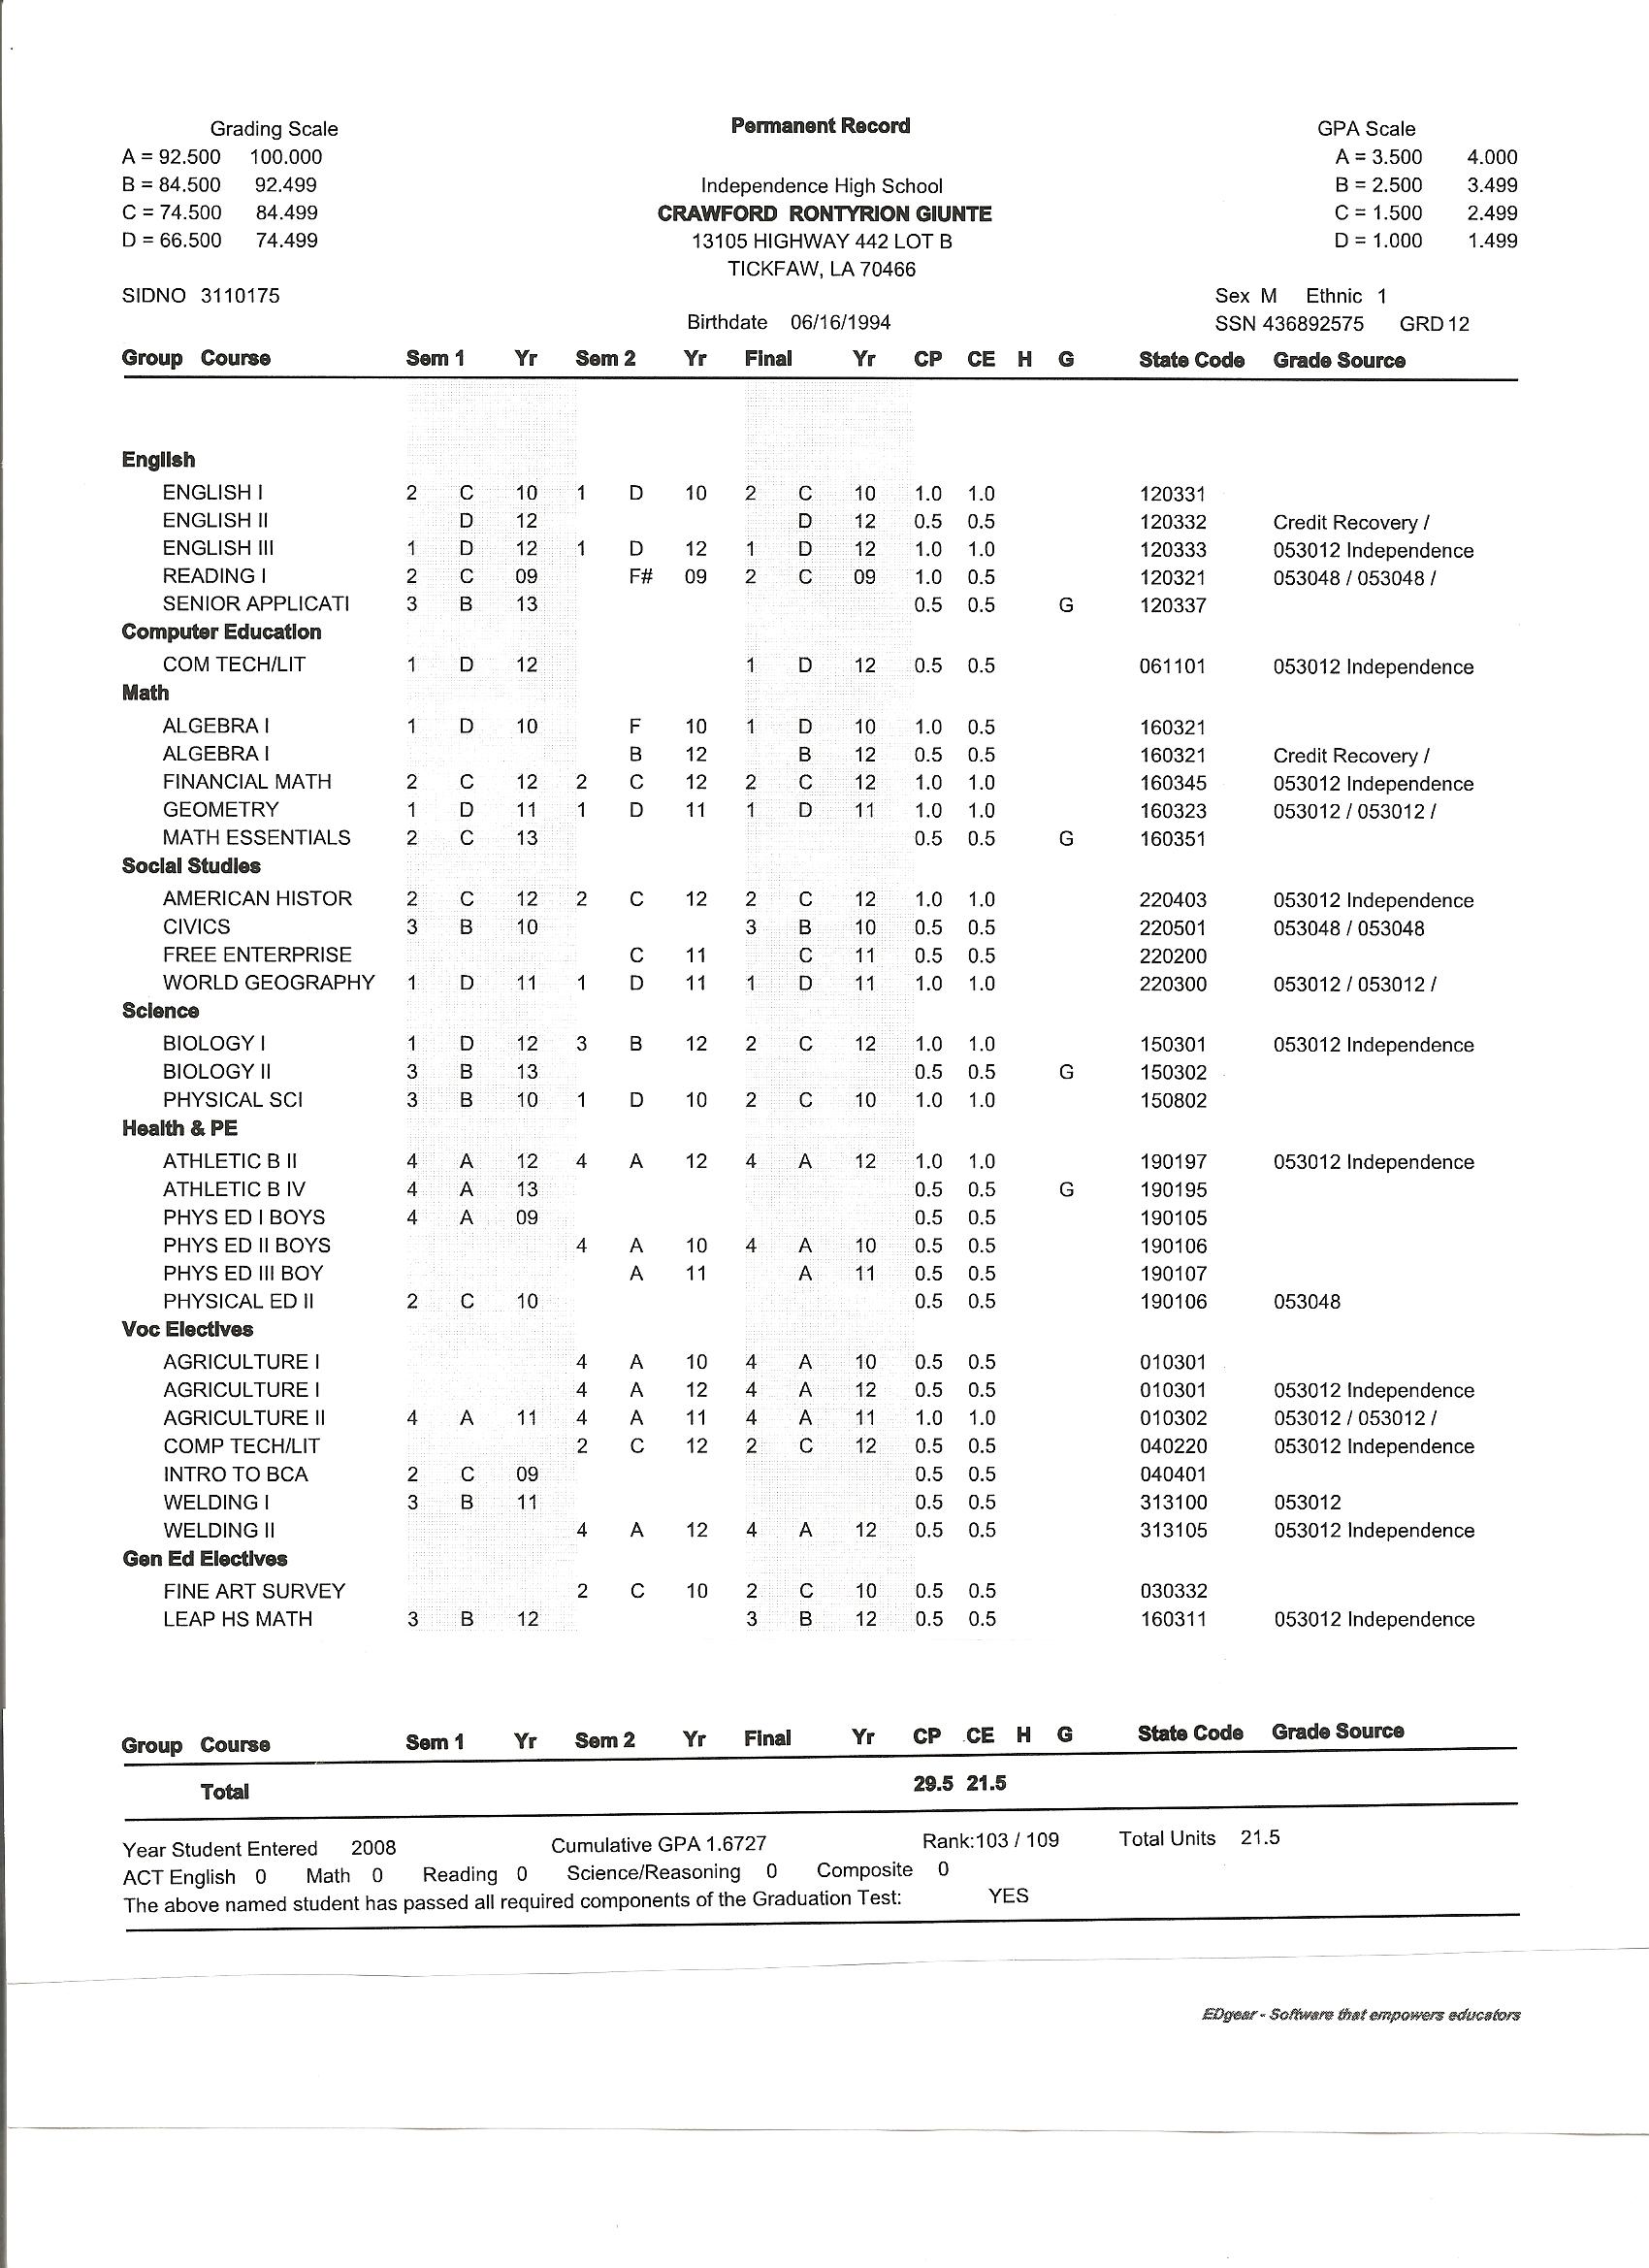 Grading Scale
A = 92.500 100.000
B = 84.500 92.499
C = 74.500 84.499
D = 66.500 74.499
Permanent Record
Independence High School
CRAWFORD RONTYRION GIUNTE
13105 HIGHWAY 442 LOT B
TICKFAW, LA 70466
GPA Scale
A = 3.500 4.000
B = 2.500 3.499
C = 1.500 2.499
D = 1.000 1.499
SIDNO 3110175
Birthdate 06/16/1994
Sex M Ethnic 1
SSN 436892575 GRD 12
Group Course Sem 1 Yr Sem 2 Yr Final Yr CP CE H G State Code Grade Source
English
ENGLISH I 2 C 10 1 D 10 2 C 10 1.0 1.0 120331
ENGLISH II D 12 D 12 0.5 0.5 120332 Credit Recovery /
ENGLISH III 1 D 12 1 D 12 1 D 12 1.0 1.0 120333 053012 Independence
READING I 2 C 09 F# 09 2 C 09 1.0 0.5 120321 053048 / 053048 /
SENIOR APPLICATI 3 B 13 0.5 0.5 G 120337
Computer Education
COM TECH/LIT 1 D 12 1 D 12 0.5 0.5 061101 053012 Independence
Math
ALGEBRA I 1 D 10 F 10 1 D 10 1.0 0.5 160321
ALGEBRA I B 12 B 12 0.5 0.5 160321 Credit Recovery /
FINANCIAL MATH 2 C 12 2 C 12 2 C 12 1.0 1.0 160345 053012 Independence
GEOMETRY 1 D 11 1 D 11 1 D 11 1.0 1.0 160323 053012 / 053012 /
MATH ESSENTIALS 2 C 13 0.5 0.5 G 160351
Social Studies
AMERICAN HISTOR 2 C 12 2 C 12 2 C 12 1.0 1.0 220403 053012 Independence
CIVICS 3 B 10 3 B 10 0.5 0.5 220501 053048 / 053048
FREE ENTERPRISE C 11 C 11 0.5 0.5 220200
WORLD GEOGRAPHY 1 D 11 1 D 11 1 D 11 1.0 1.0 220300 053012 / 053012 /
Science
BIOLOGY I 1 D 12 3 B 12 2 C 12 1.0 1.0 150301 053012 Independence
BIOLOGY II 3 B 13 0.5 0.5 G 150302
PHYSICAL SCI 3 B 10 1 D 10 2 C 10 1.0 1.0 150802
Health & PE
ATHLETIC B II 4 A 12 4 A 12 4 A 12 1.0 1.0 190197 053012 Independence
ATHLETIC B IV 4 A 13 0.5 0.5 G 190195
PHYS ED I BOYS 4 A 09 0.5 0.5 190105
PHYS ED II BOYS 4 A 10 4 A 10 0.5 0.5 190106
PHYS ED III BOY A 11 A 11 0.5 0.5 190107
PHYSICAL ED II 2 C 10 0.5 0.5 190106 053048
Voc Electives
AGRICULTURE I 4 A 10 4 A 10 0.5 0.5 010301
AGRICULTURE I 4 A 12 4 A 12 0.5 0.5 010301 053012 Independence
AGRICULTURE II 4 A 11 4 A 11 4 A 11 1.0 1.0 010302 053012 / 053012 /
COMP TECH/LIT 2 C 12 2 C 12 0.5 0.5 040220 053012 Independence
INTRO TO BCA 2 C 09 0.5 0.5 040401
WELDING I 3 B 11 0.5 0.5 313100 053012
WELDING II 4 A 12 4 A 12 0.5 0.5 313105 053012 Independence
Gen Ed Electives
FINE ART SURVEY 2 C 10 2 C 10 0.5 0.5 030332
LEAP HS MATH 3 B 12 3 B 12 0.5 0.5 160311 053012 Independence
Group Course Sem 1 Yr Sem 2 Yr Final Yr CP CE H G State Code Grade Source
Total 29.5 21.5
Year Student Entered 2008 Cumulative GPA 1.6727 Rank:103 / 109 Total Units 21.5
ACT English 0 Math 0 Reading 0 Science/Reasoning 0 Composite 0
The above named student has passed all required components of the Graduation Test: YES
EDgear - Software that empowers educators